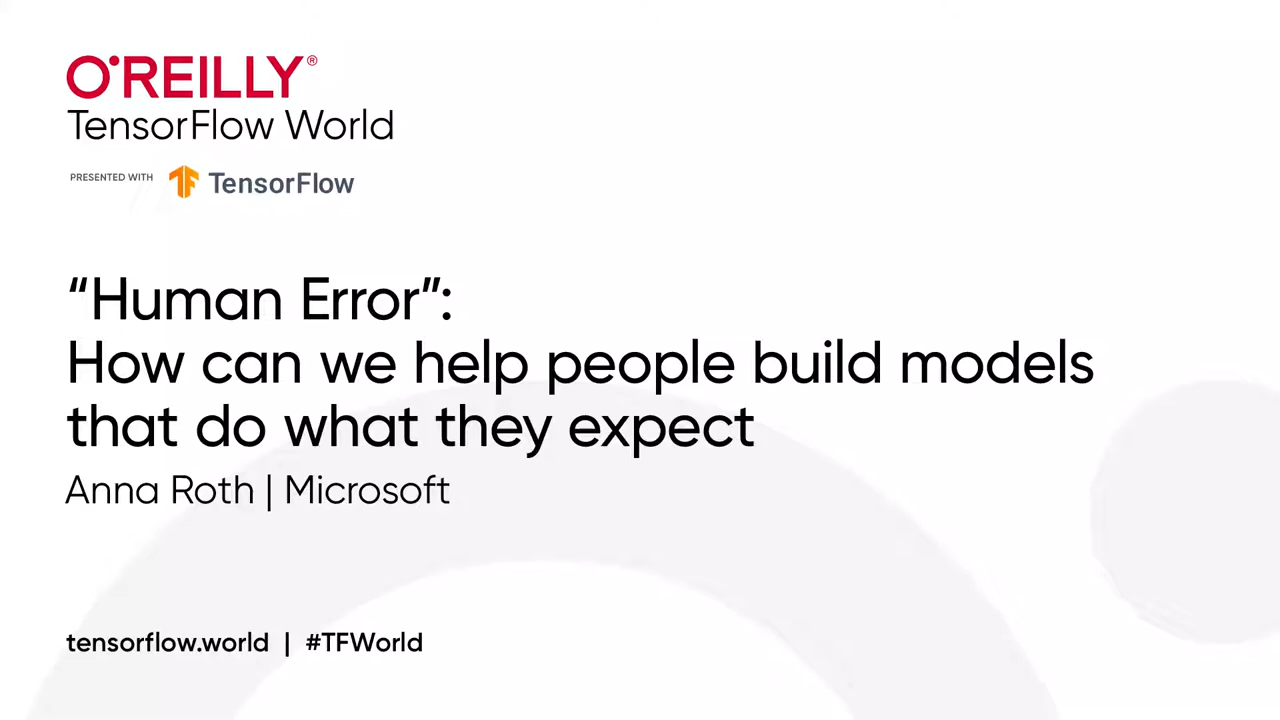 O'REILLY®
TensorFlow World
PRESENTED WITH TensorFlow
“Human Error”:
How can we help people build models
that do what they expect
Anna Roth | Microsoft
tensorflow.world | #TFWorld